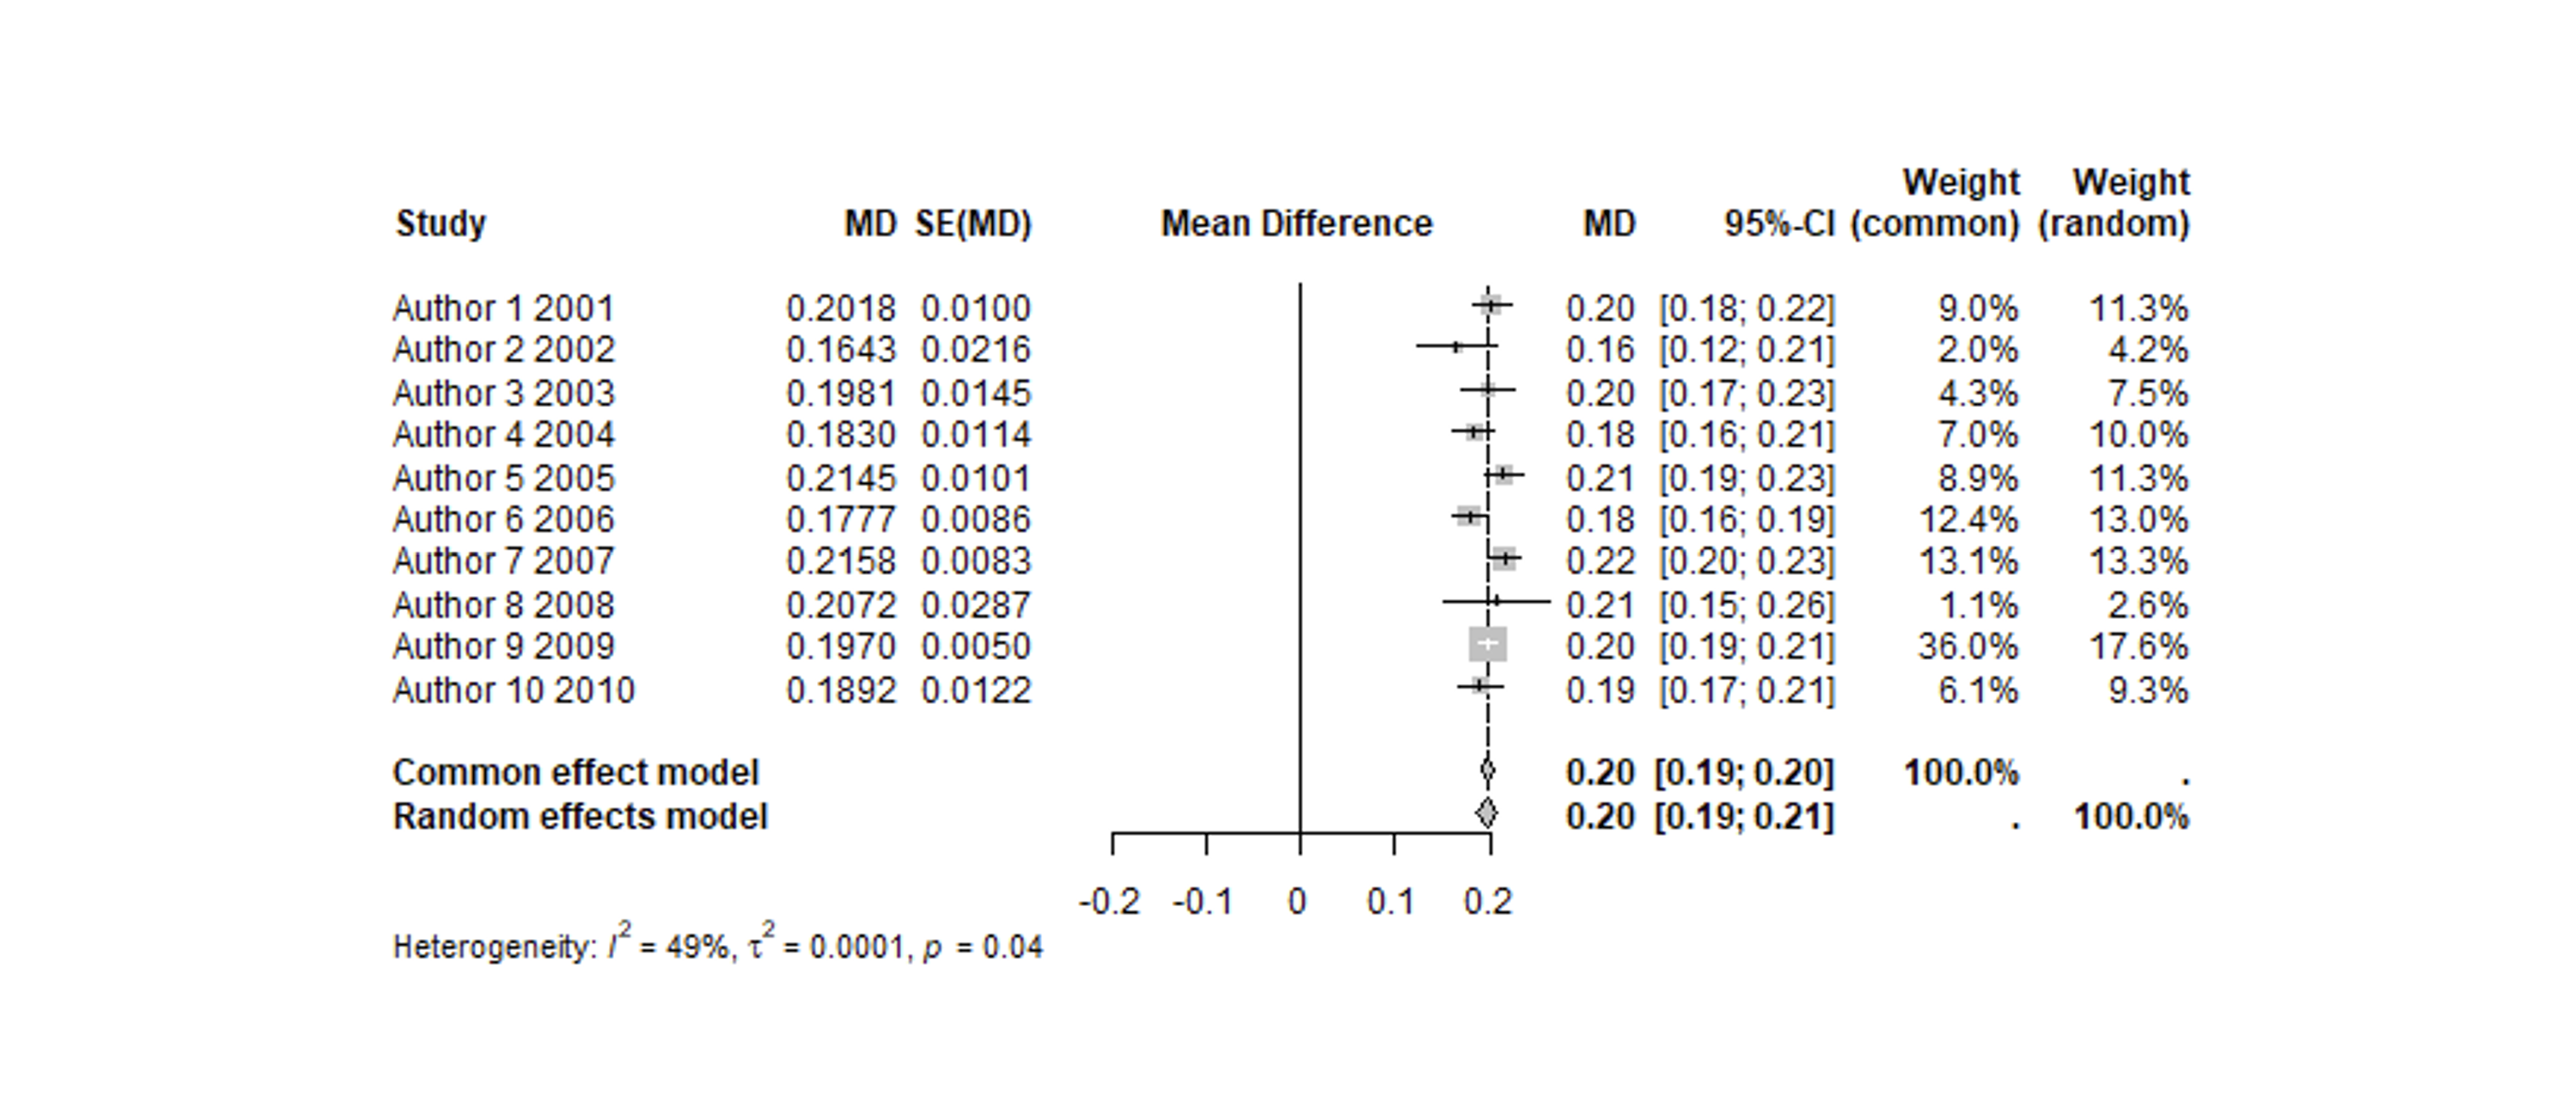 Weight Weight
Study MD SE(MD) Mean Difference MD 95%-CI (common) (random)
Author 1 2001 0.2018 0.0100 0.20 [0.18; 0.22] 9.0% 11.3%
Author 2 2002 0.1643 0.0216 0.16 [0.12; 0.21] 2.0% 4.2%
Author 3 2003 0.1981 0.0145 0.20 [0.17; 0.23] 4.3% 7.5%
Author 4 2004 0.1830 0.0114 0.18 [0.16; 0.21] 7.0% 10.0%
Author 5 2005 0.2145 0.0101 0.21 [0.19; 0.23] 8.9% 11.3%
Author 6 2006 0.1777 0.0086 0.18 [0.16; 0.19] 12.4% 13.0%
Author 7 2007 0.2158 0.0083 0.22 [0.20; 0.23] 13.1% 13.3%
Author 8 2008 0.2072 0.0287 0.21 [0.15; 0.26] 1.1% 2.6%
Author 9 2009 0.1970 0.0050 0.20 [0.19; 0.21] 36.0% 17.6%
Author 10 2010 0.1892 0.0122 0.19 [0.17; 0.21] 6.1% 9.3%
Common effect model 0.20 [0.19; 0.20] 100.0% .
Random effects model 0.20 [0.19; 0.21] . 100.0%
-0.2 -0.1 0 0.1 0.2
Heterogeneity: I² = 49%, τ² = 0.0001, p = 0.04